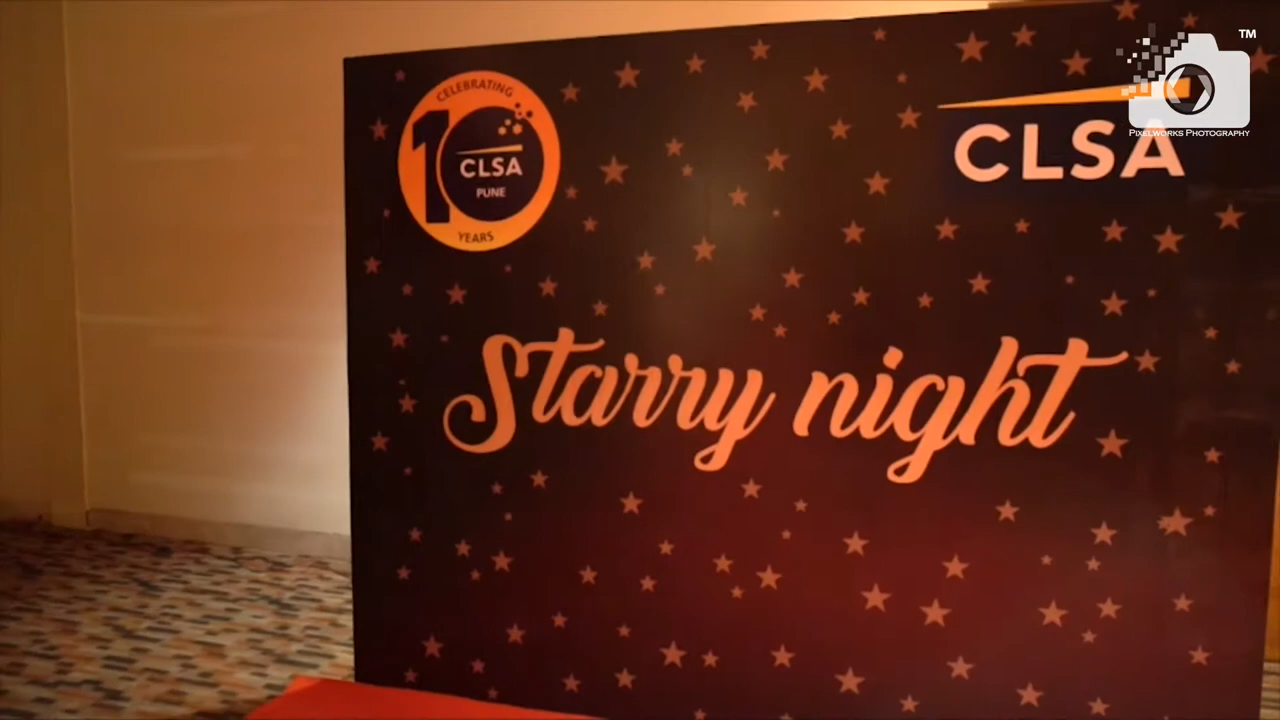 CELEBRATING
10
CLSA
PUNE
YEARS
CLSA
TM
PIXELWORKS PHOTOGRAPHY
Starry night